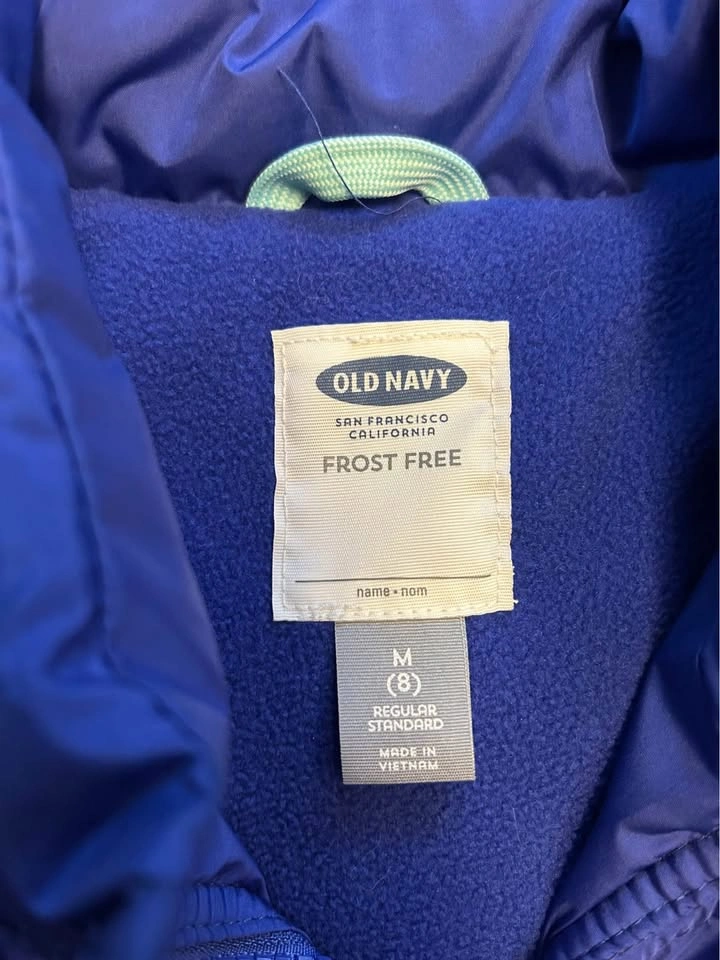 OLD NAVY
SAN FRANCISCO
CALIFORNIA
FROST FREE
name • nom
M
(8)
REGULAR
STANDARD
MADE IN
VIETNAM